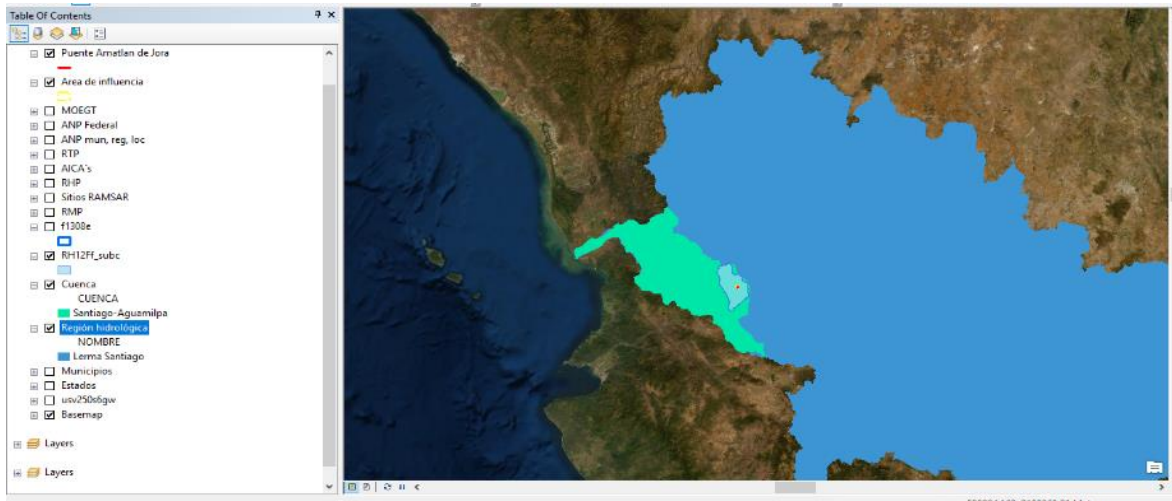 Table Of Contents
Puente Amatlan de Jora
Area de influencia
MOEGT
ANP Federal
ANP mun, reg, loc
RTP
AICA's
RHP
Sitios RAMSAR
RMP
f1308e
RH12Ff_subc
Cuenca
CUENCA
Santiago-Aguamilpa
Región hidrológica
NOMBRE
Lerma Santiago
Municipios
Estados
usv250s6gw
Basemap
Layers
Layers